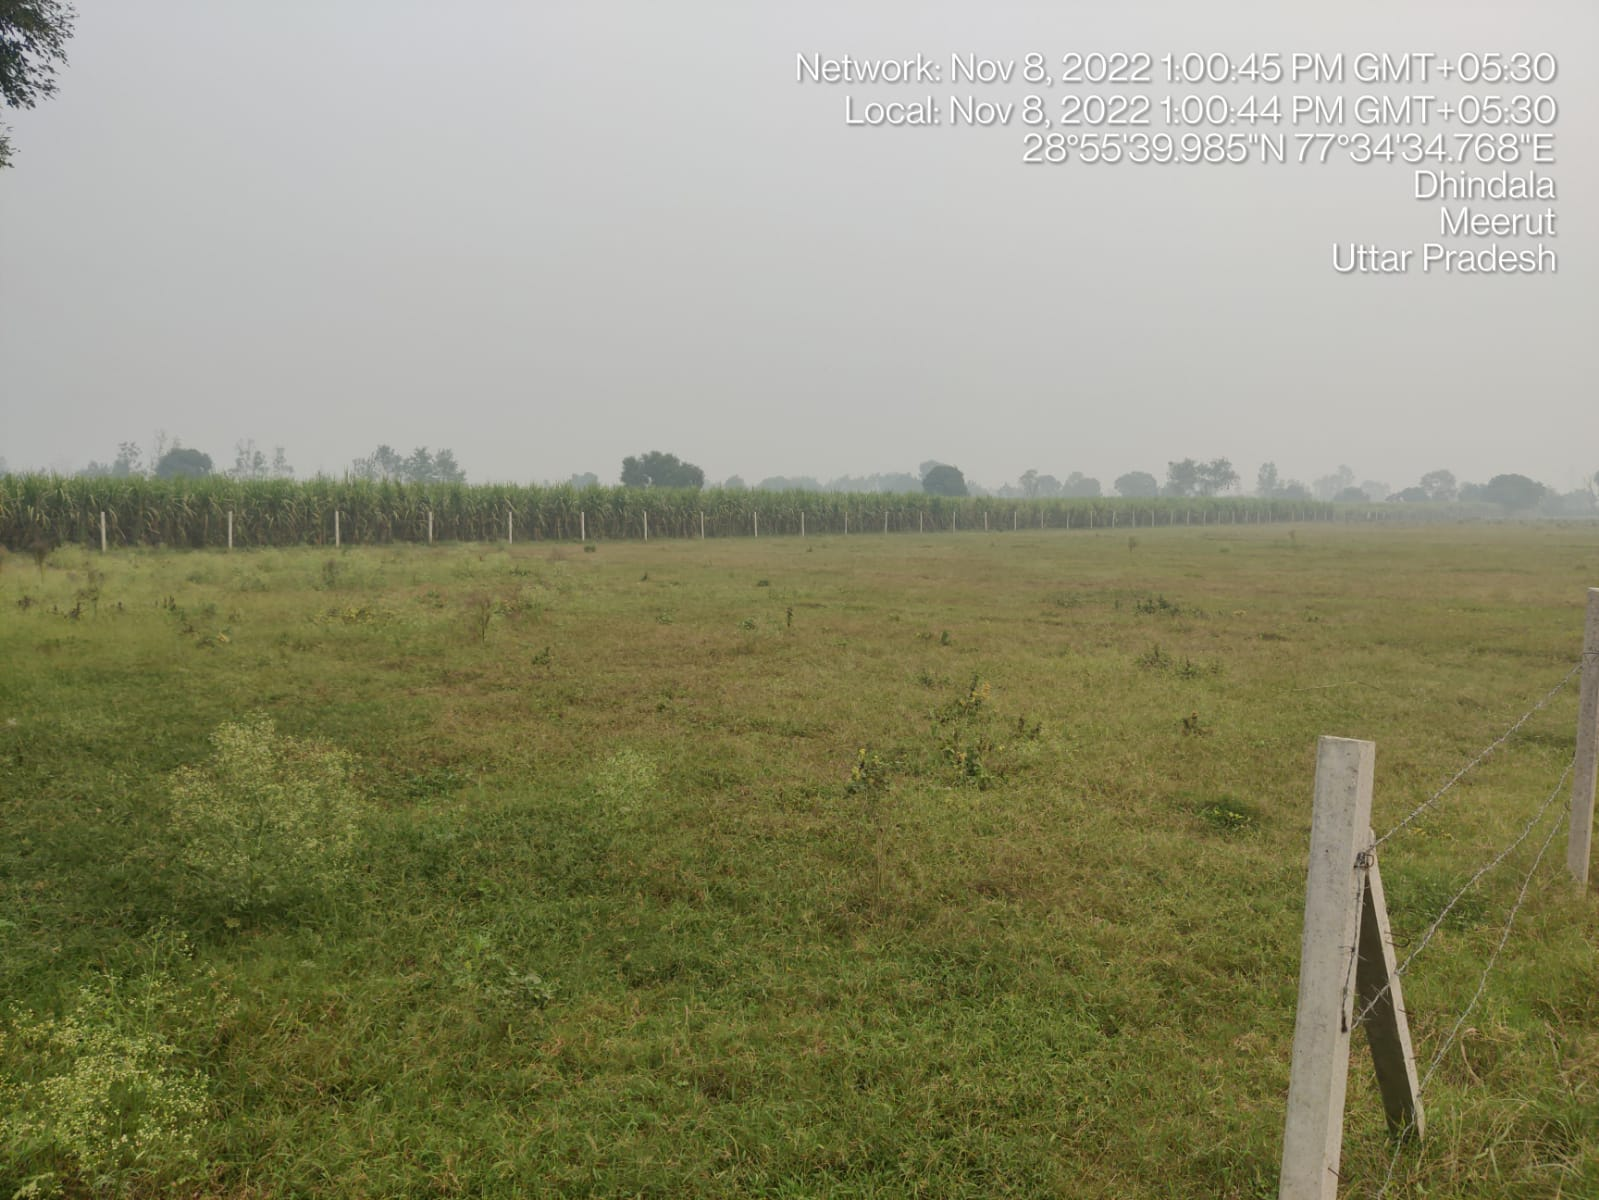 Network: Nov 8, 2022 1:00:45 PM GMT+05:30
Local: Nov 8, 2022 1:00:44 PM GMT+05:30
28°55'39.985"N 77°34'34.768"E
Dhindala
Meerut
Uttar Pradesh